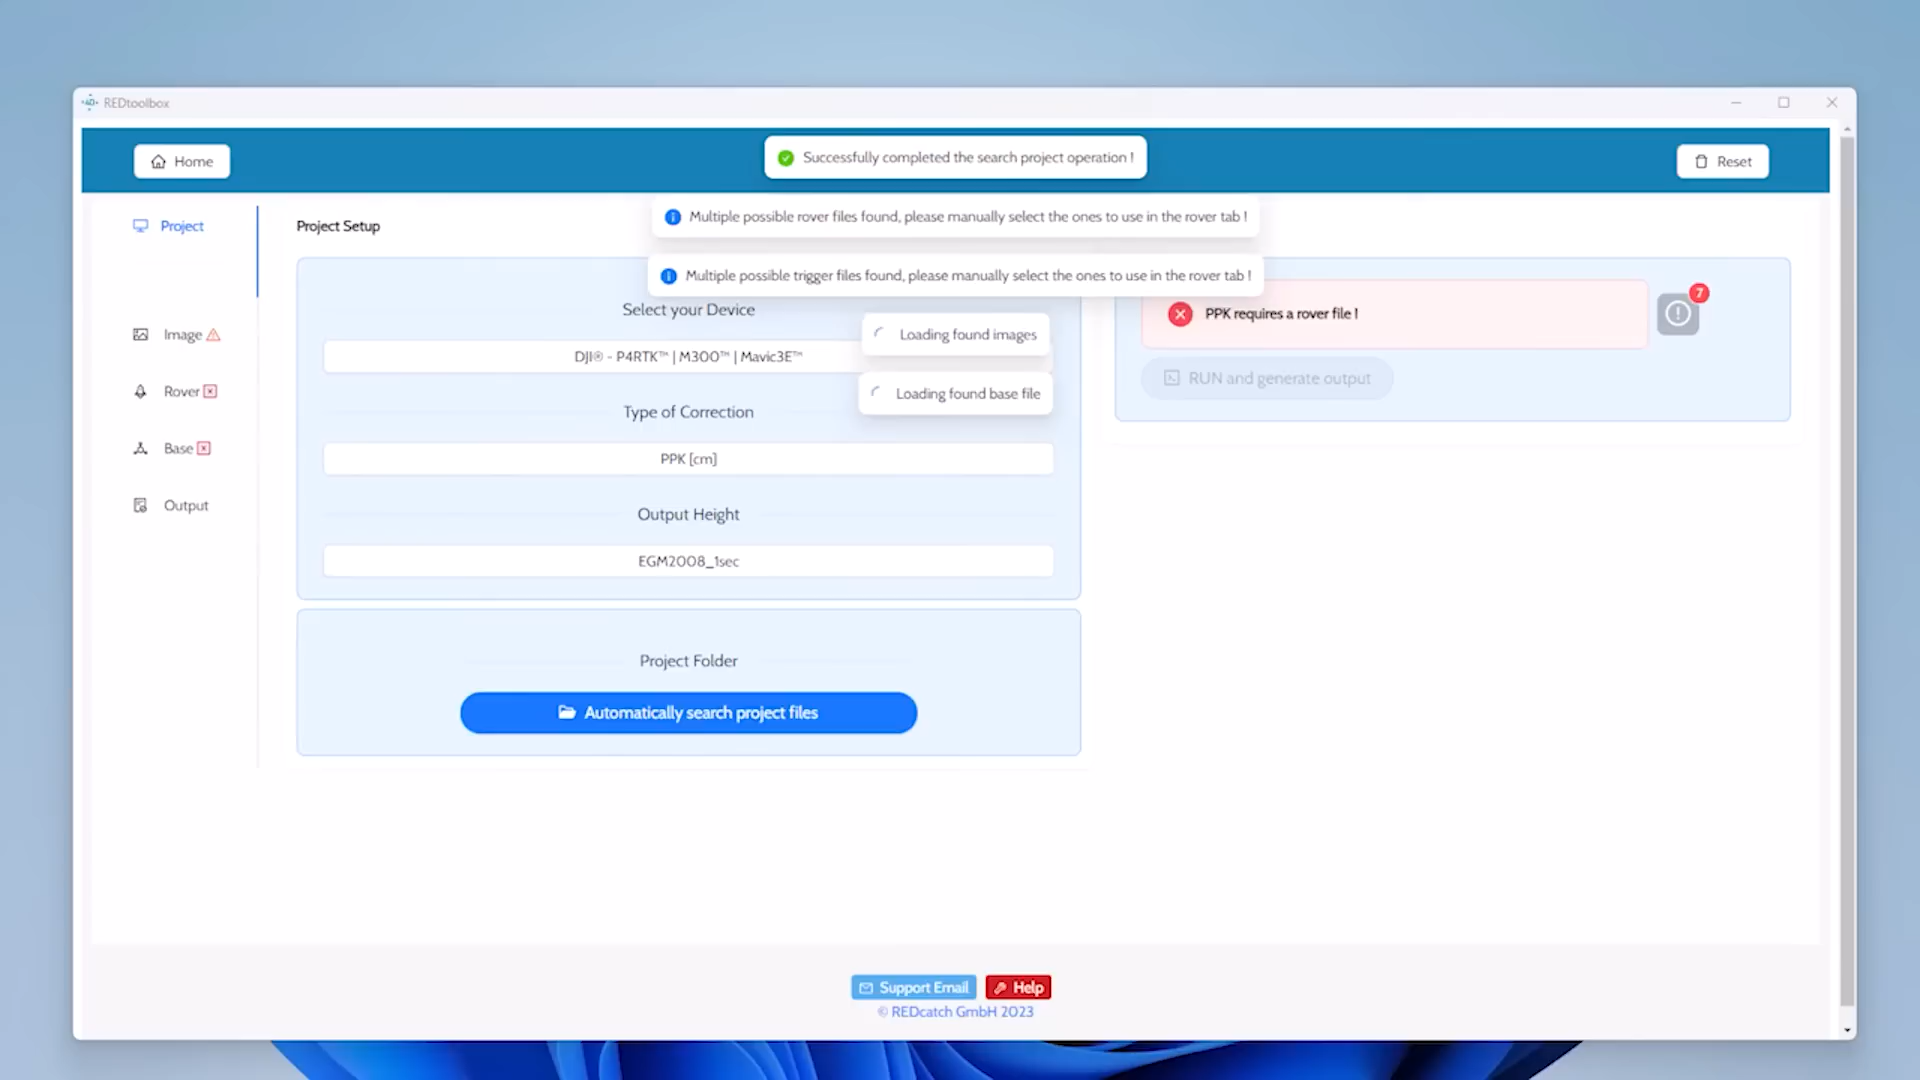 REDtoolbox
Home
Successfully completed the search project operation !
Reset
Multiple possible rover files found, please manually select the ones to use in the rover tab !
Project
Project Setup
Multiple possible trigger files found, please manually select the ones to use in the rover tab !
Select your Device
7
PPK requires a rover file !
Image
Loading found images
DJI® - P4RTK™ | M300™ | Mavic3E™
RUN and generate output
Rover
Loading found base file
Type of Correction
Base
PPK [cm]
Output
Output Height
EGM2008_1sec
Project Folder
Automatically search project files
Support Email
Help
© REDcatch GmbH 2023